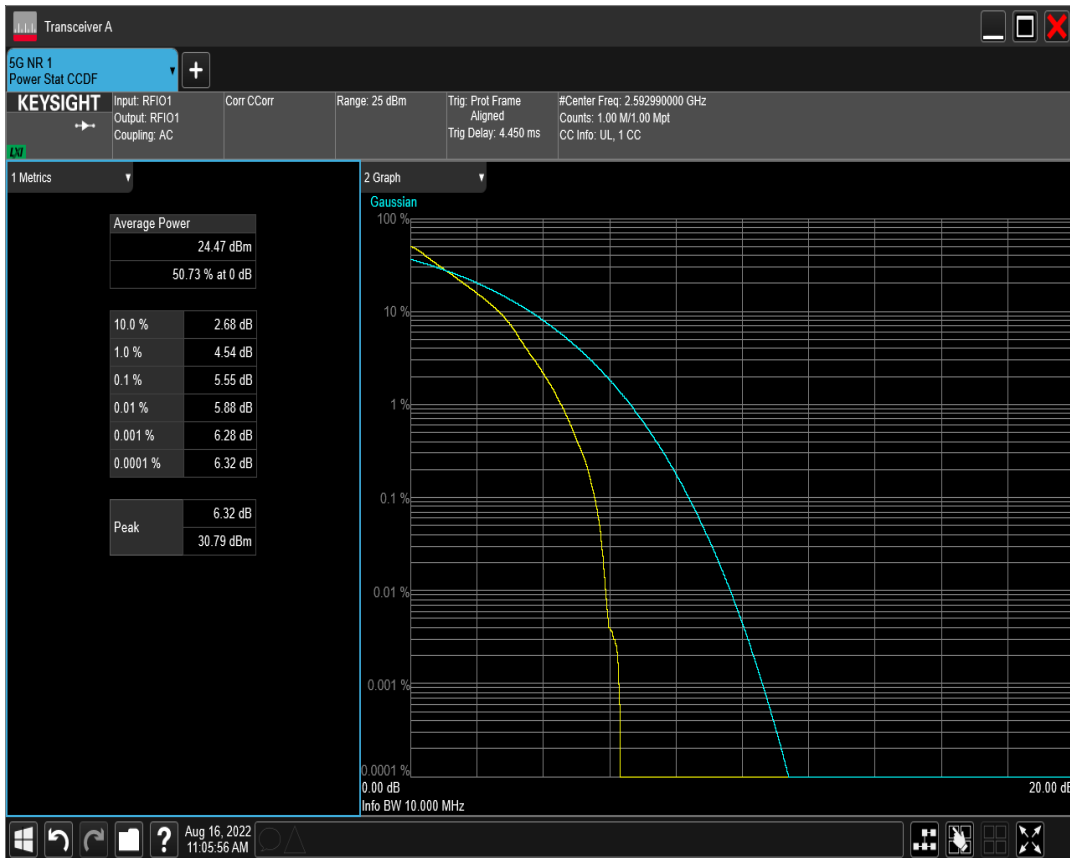 Transceiver A
5G NR 1
Power Stat CCDF
KEYSIGHT
LXI
Input: RFIO1
Output: RFIO1
Coupling: AC
Corr CCorr
Range: 25 dBm
Trig: Prot Frame
Aligned
Trig Delay: 4.450 ms
#Center Freq: 2.592990000 GHz
Counts: 1.00 M/1.00 Mpt
CC Info: UL, 1 CC
1 Metrics
Average Power
24.47 dBm
50.73 % at 0 dB
10.0 % 2.68 dB
1.0 % 4.54 dB
0.1 % 5.55 dB
0.01 % 5.88 dB
0.001 % 6.28 dB
0.0001 % 6.32 dB
Peak
6.32 dB
30.79 dBm
2 Graph
Gaussian
100 %
10 %
1 %
0.1 %
0.01 %
0.001 %
0.0001 %
0.00 dB 20.00 dB
Info BW 10.000 MHz
Aug 16, 2022
11:05:56 AM